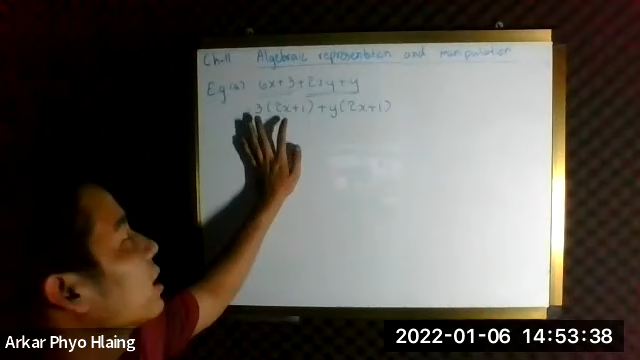 Ch-11 Algebraic representation and manipulation
E.g (a) 6x+3+2xy+y
3(2x+1)+y(2x+1)
Arkar Phyo Hlaing
2022-01-06 14:53:38